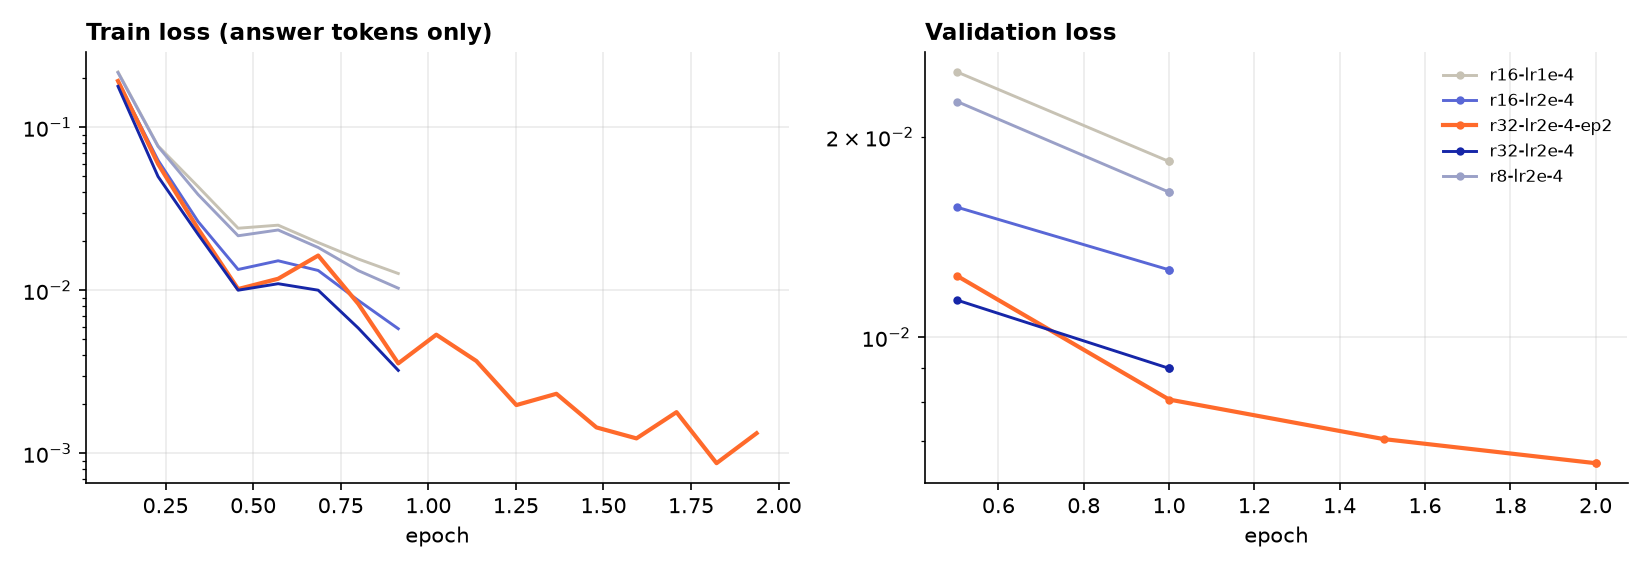 Train loss (answer tokens only)
10⁻¹
10⁻²
10⁻³
0.25 0.50 0.75 1.00 1.25 1.50 1.75 2.00
epoch
Validation loss
r16-lr1e-4
r16-lr2e-4
r32-lr2e-4-ep2
r32-lr2e-4
r8-lr2e-4
2 × 10⁻²
10⁻²
0.6 0.8 1.0 1.2 1.4 1.6 1.8 2.0
epoch